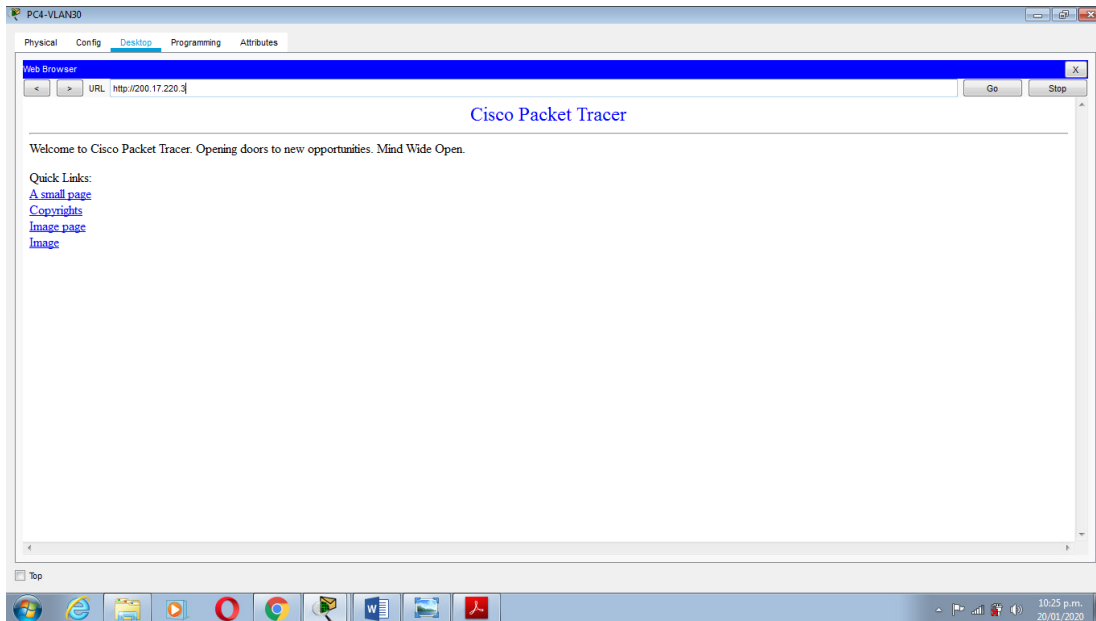 PC4-VLAN30
Physical Config Desktop Programming Attributes
Web Browser
X
< > URL http://200.17.220.3 Go Stop
Cisco Packet Tracer
Welcome to Cisco Packet Tracer. Opening doors to new opportunities. Mind Wide Open.
Quick Links:
A small page
Copyrights
Image page
Image
Top
10:25 p.m.
20/01/2020